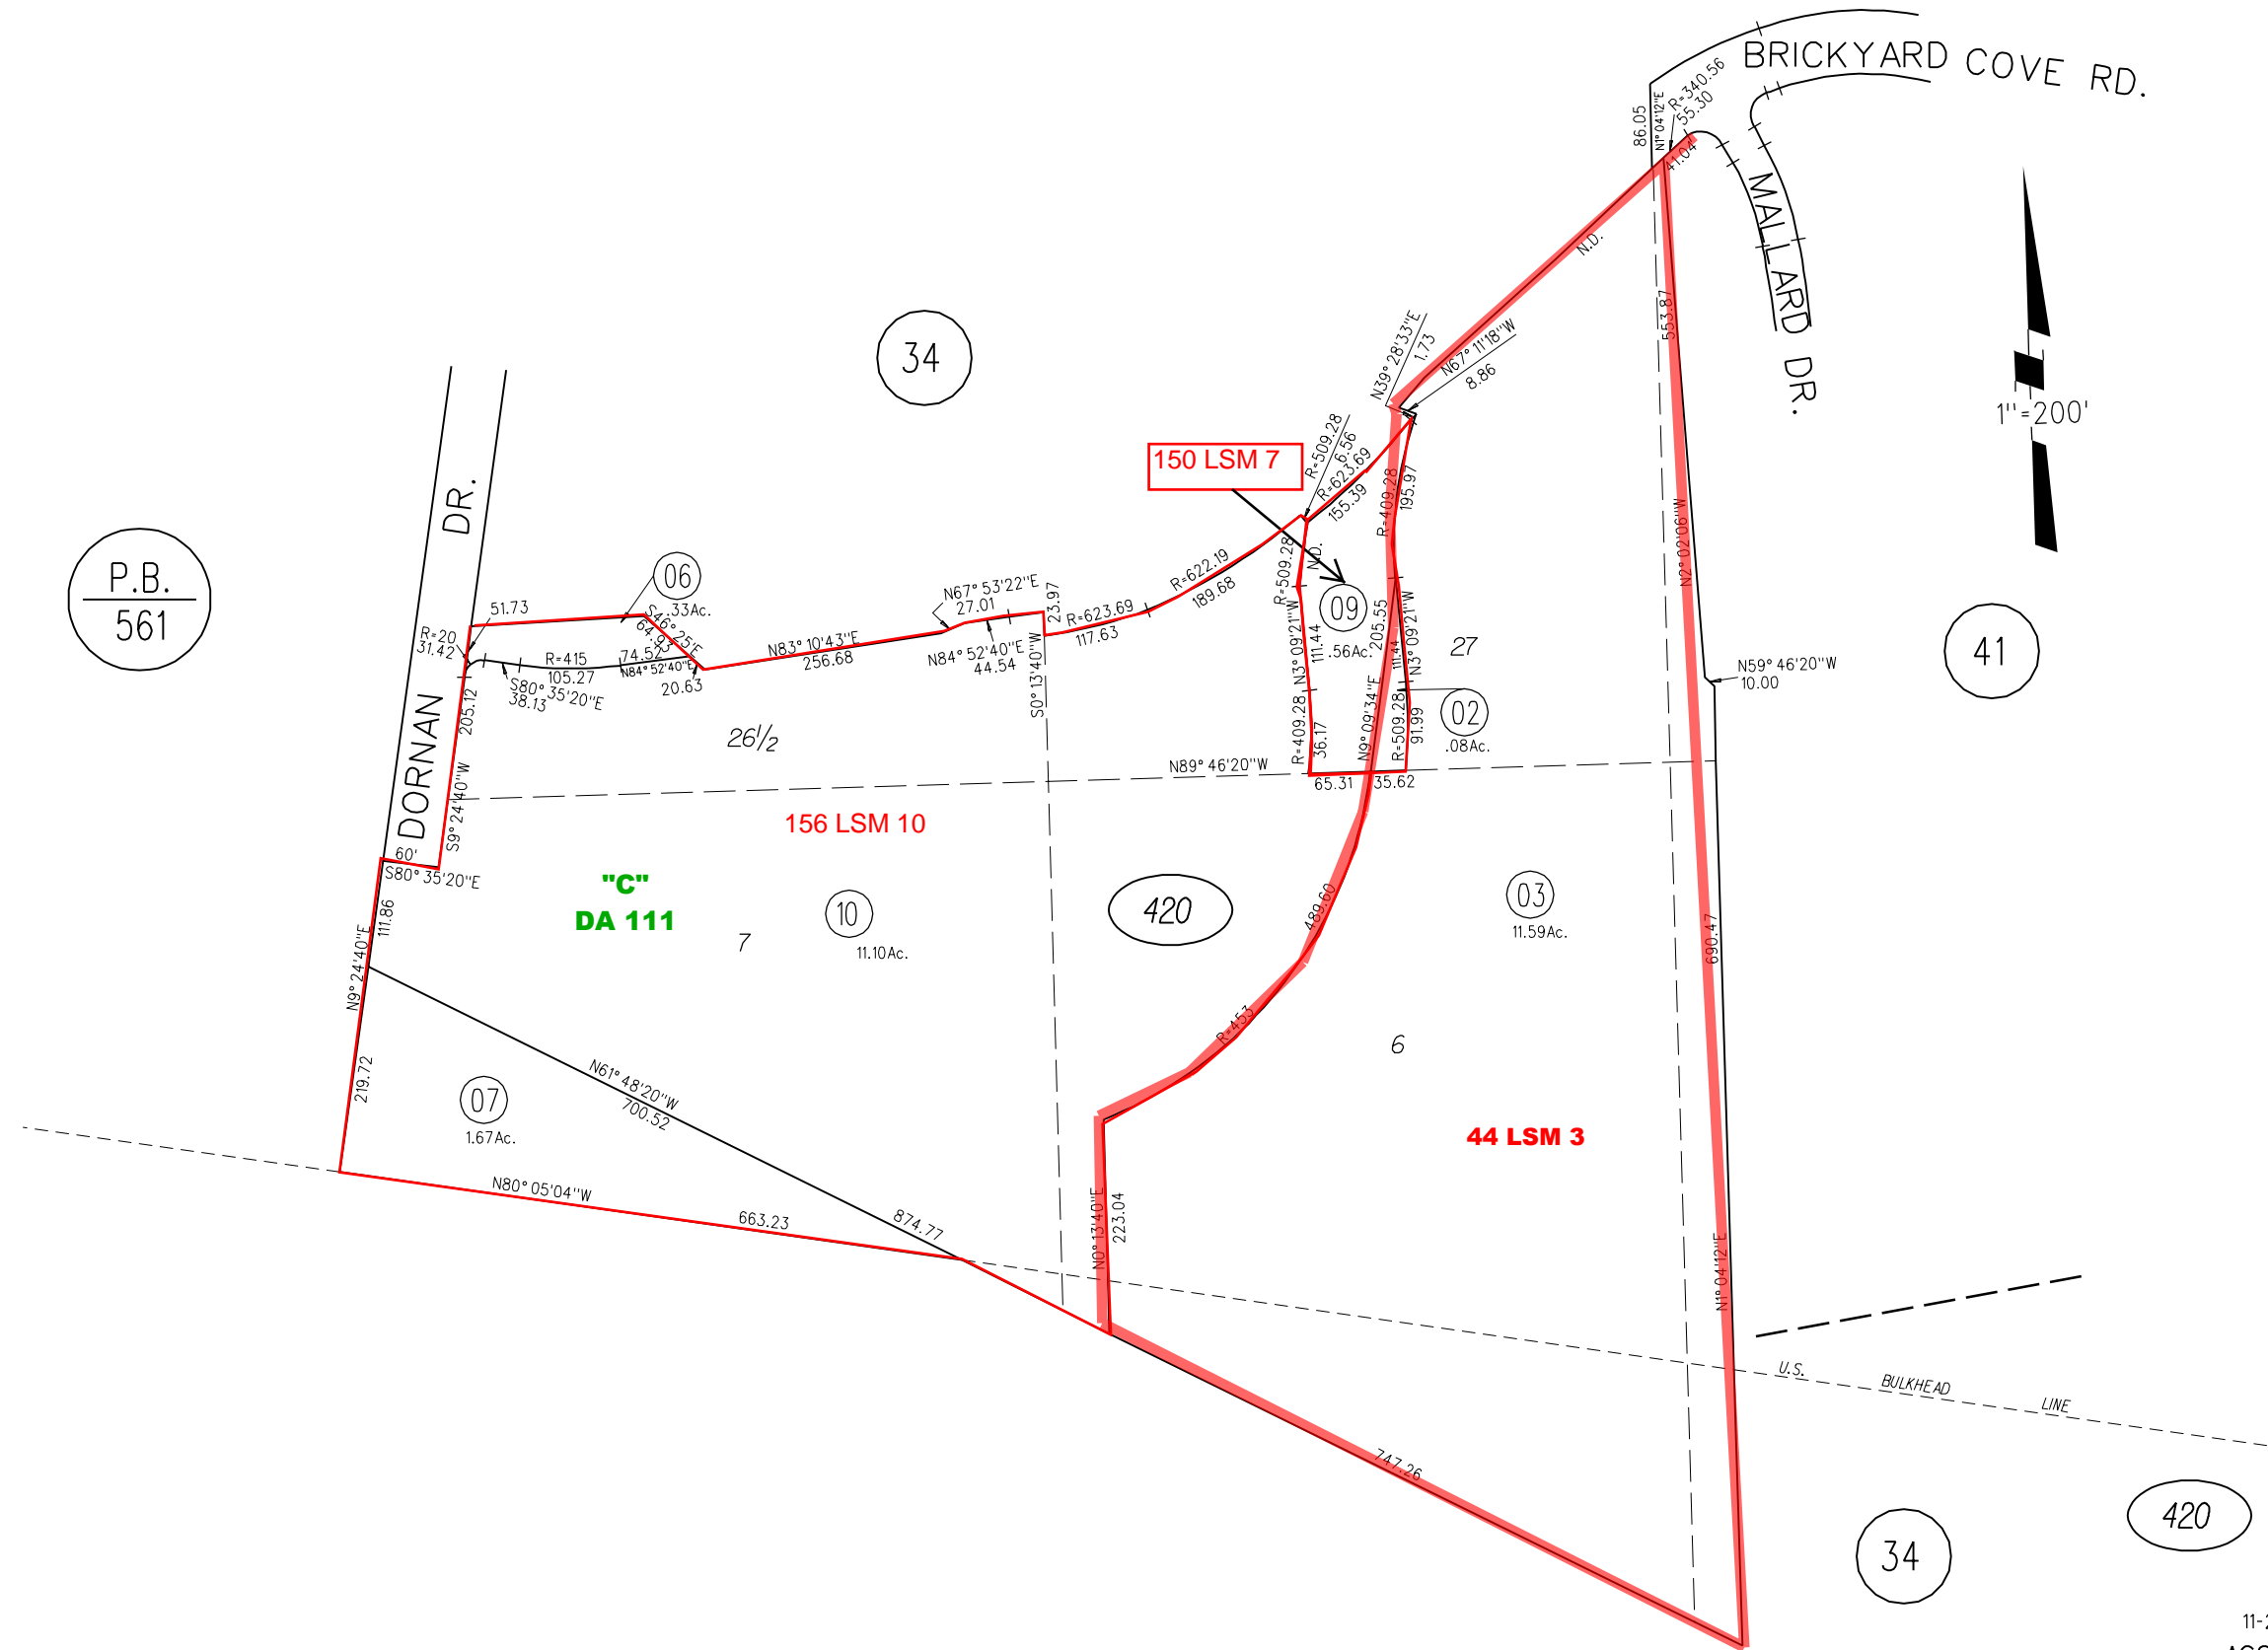 BRICKYARD COVE RD.
R=340.56
55.30
86.05
N1° 04'12"E
41.04
MALLARD DR.
N.D.
553.87
1"=200'
34
N39° 28'33"E
1.73
N67° 11'18"W
8.86
150 LSM 7
R=509.28
6.56
R=623.69
155.39
R=409.28
195.97
DORNAN DR.
P.B.
561
06
.33Ac.
51.73
S46° 25'E
64.93
R=20
31.42
R=415
105.27
74.52
N84° 52'40"E
20.63
S80° 35'20"E
38.13
N83° 10'43"E
256.68
N67° 53'22"E
27.01
N84° 52'40"E
44.54
23.97
S0° 13'40"W
R=623.69
117.63
R=622.19
189.68
R=509.28
N.D.
09
.56Ac.
N3° 09'21"W
111.44
205.55
N9° 09'34"E
111.44
N3° 09'21"W
R=409.28
36.17
R=509.28
91.99
02
.08Ac.
27
N2° 02'06"W
41
N59° 46'20"W
10.00
205.12
S9° 24'40"W
26½
N89° 46'20"W
65.31
35.62
156 LSM 10
60'
S80° 35'20"E
"C"
DA 111
10
11.10Ac.
7
420
03
11.59Ac.
489.60
R=453
6
690.47
111.86
N9° 24'40"E
219.72
07
1.67Ac.
N61° 48'20"W
700.52
44 LSM 3
N80° 05'04"W
663.23
874.77
N0° 13'40"E
223.04
N1° 04'12"E
U.S. BULKHEAD LINE
747.26
420
34